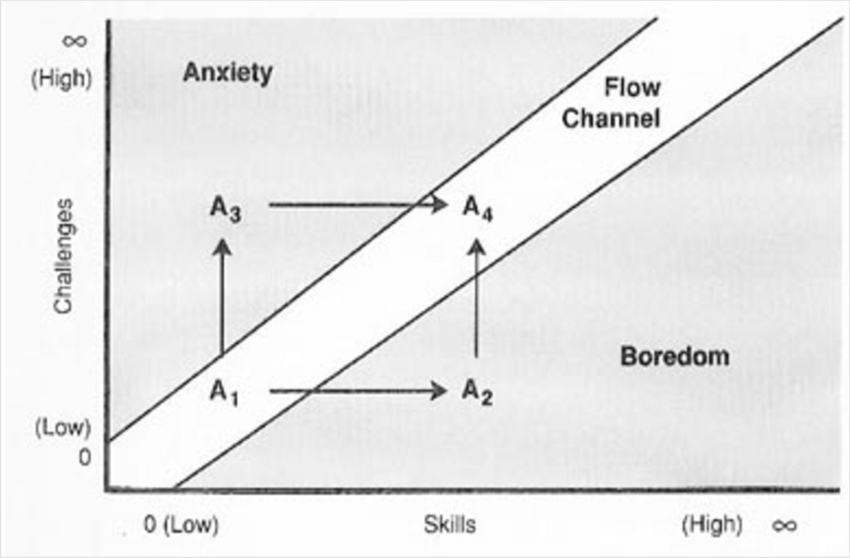 ∞
(High)
Anxiety
Flow
Channel
A3
A4
Challenges
Boredom
A1
A2
(Low)
0
0 (Low)
Skills
(High)
∞